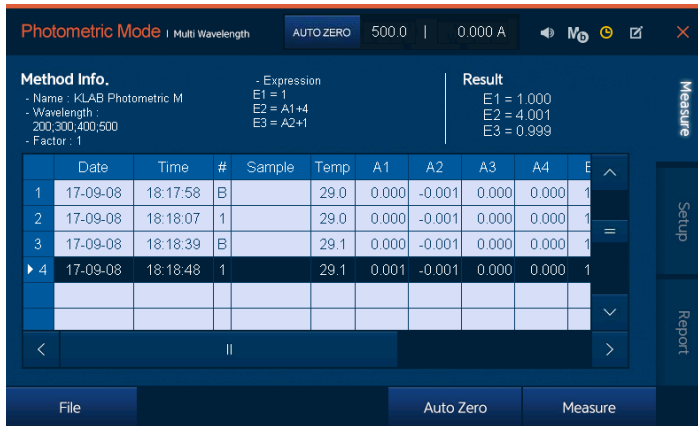 Photometric Mode | Multi Wavelength AUTO ZERO 500.0 | 0.000 A
Method Info.
- Name : KLAB Photometric M
- Wavelength :
200;300;400;500
- Factor : 1
- Expression
E1 = 1
E2 = A1+4
E3 = A2+1
Result
E1 = 1.000
E2 = 4.001
E3 = 0.999
Measure
Setup
Report
Date Time # Sample Temp A1 A2 A3 A4
1 17-09-08 18:17:58 B 29.0 0.000 -0.001 0.000 0.000 1
2 17-09-08 18:18:07 1 29.0 0.000 -0.001 0.000 0.000 1
3 17-09-08 18:18:39 B 29.1 0.000 -0.001 0.000 0.000 1
4 17-09-08 18:18:48 1 29.1 0.001 -0.001 0.000 0.000 1
File Auto Zero Measure